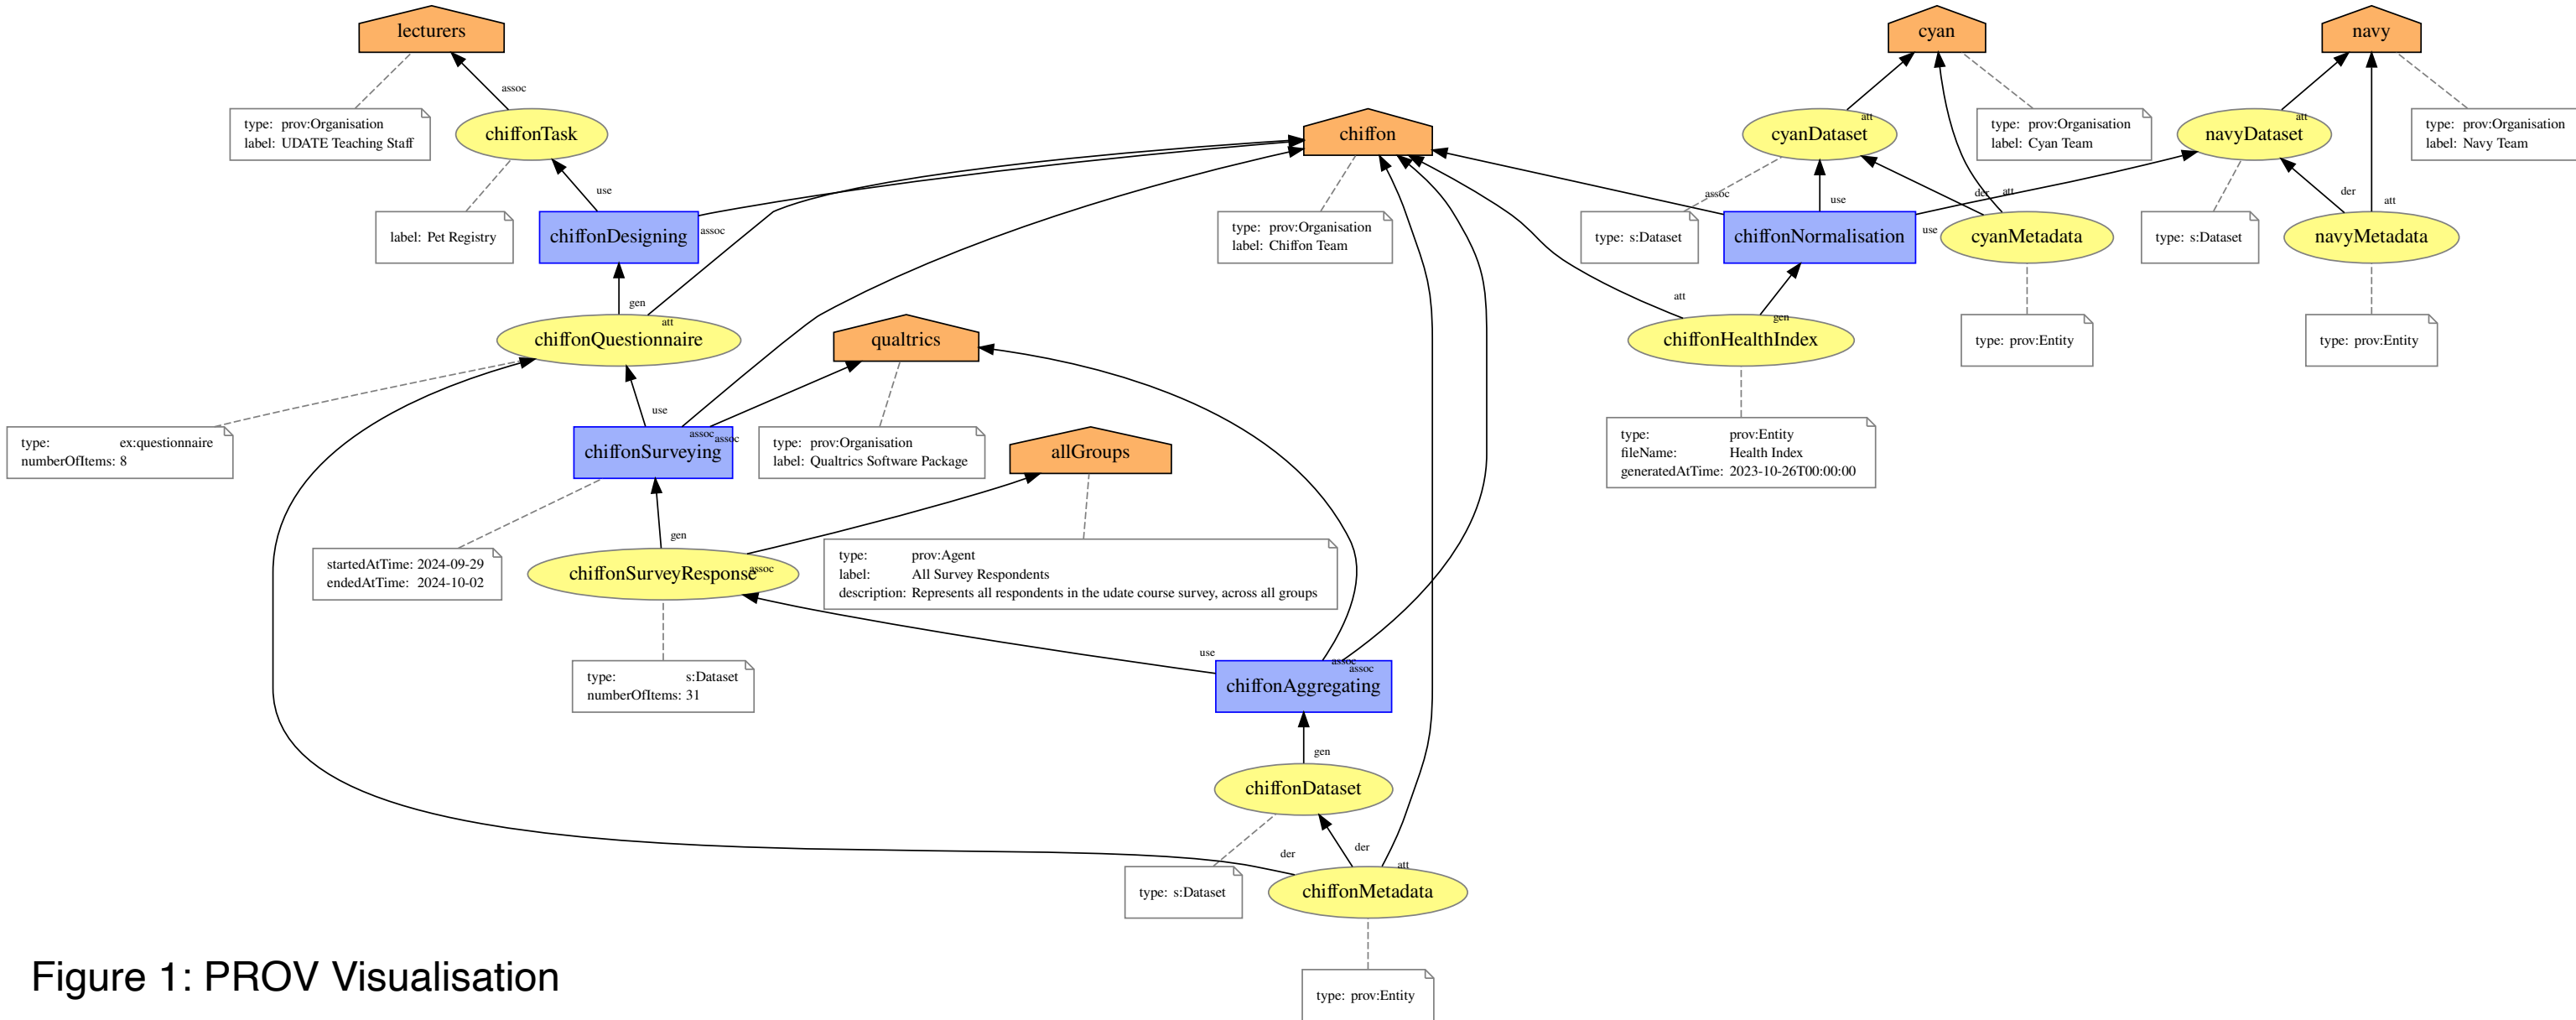 lecturers
cyan
navy
assoc
type: prov:Organisation
label: UDATE Teaching Staff
chiffonTask
chiffon
cyanDataset
att
type: prov:Organisation
label: Cyan Team
navyDataset
att
type: prov:Organisation
label: Navy Team
use
assoc
use
der
att
der
att
label: Pet Registry
chiffonDesigning
assoc
type: prov:Organisation
label: Chiffon Team
type: s:Dataset
chiffonNormalisation
use
cyanMetadata
type: s:Dataset
navyMetadata
gen
att
att
gen
chiffonQuestionnaire
qualtrics
chiffonHealthIndex
type: prov:Entity
type: prov:Entity
use
assoc
assoc
type: ex:questionnaire
numberOfItems: 8
chiffonSurveying
type: prov:Organisation
label: Qualtrics Software Package
allGroups
type: prov:Entity
fileName: Health Index
generatedAtTime: 2023-10-26T00:00:00
gen
startedAtTime: 2024-09-29
endedAtTime: 2024-10-02
chiffonSurveyResponse
assoc
type: prov:Agent
label: All Survey Respondents
description: Represents all respondents in the udate course survey, across all groups
use
assoc
assoc
type: s:Dataset
numberOfItems: 31
chiffonAggregating
gen
chiffonDataset
der
der
att
type: s:Dataset
chiffonMetadata
Figure 1: PROV Visualisation
type: prov:Entity